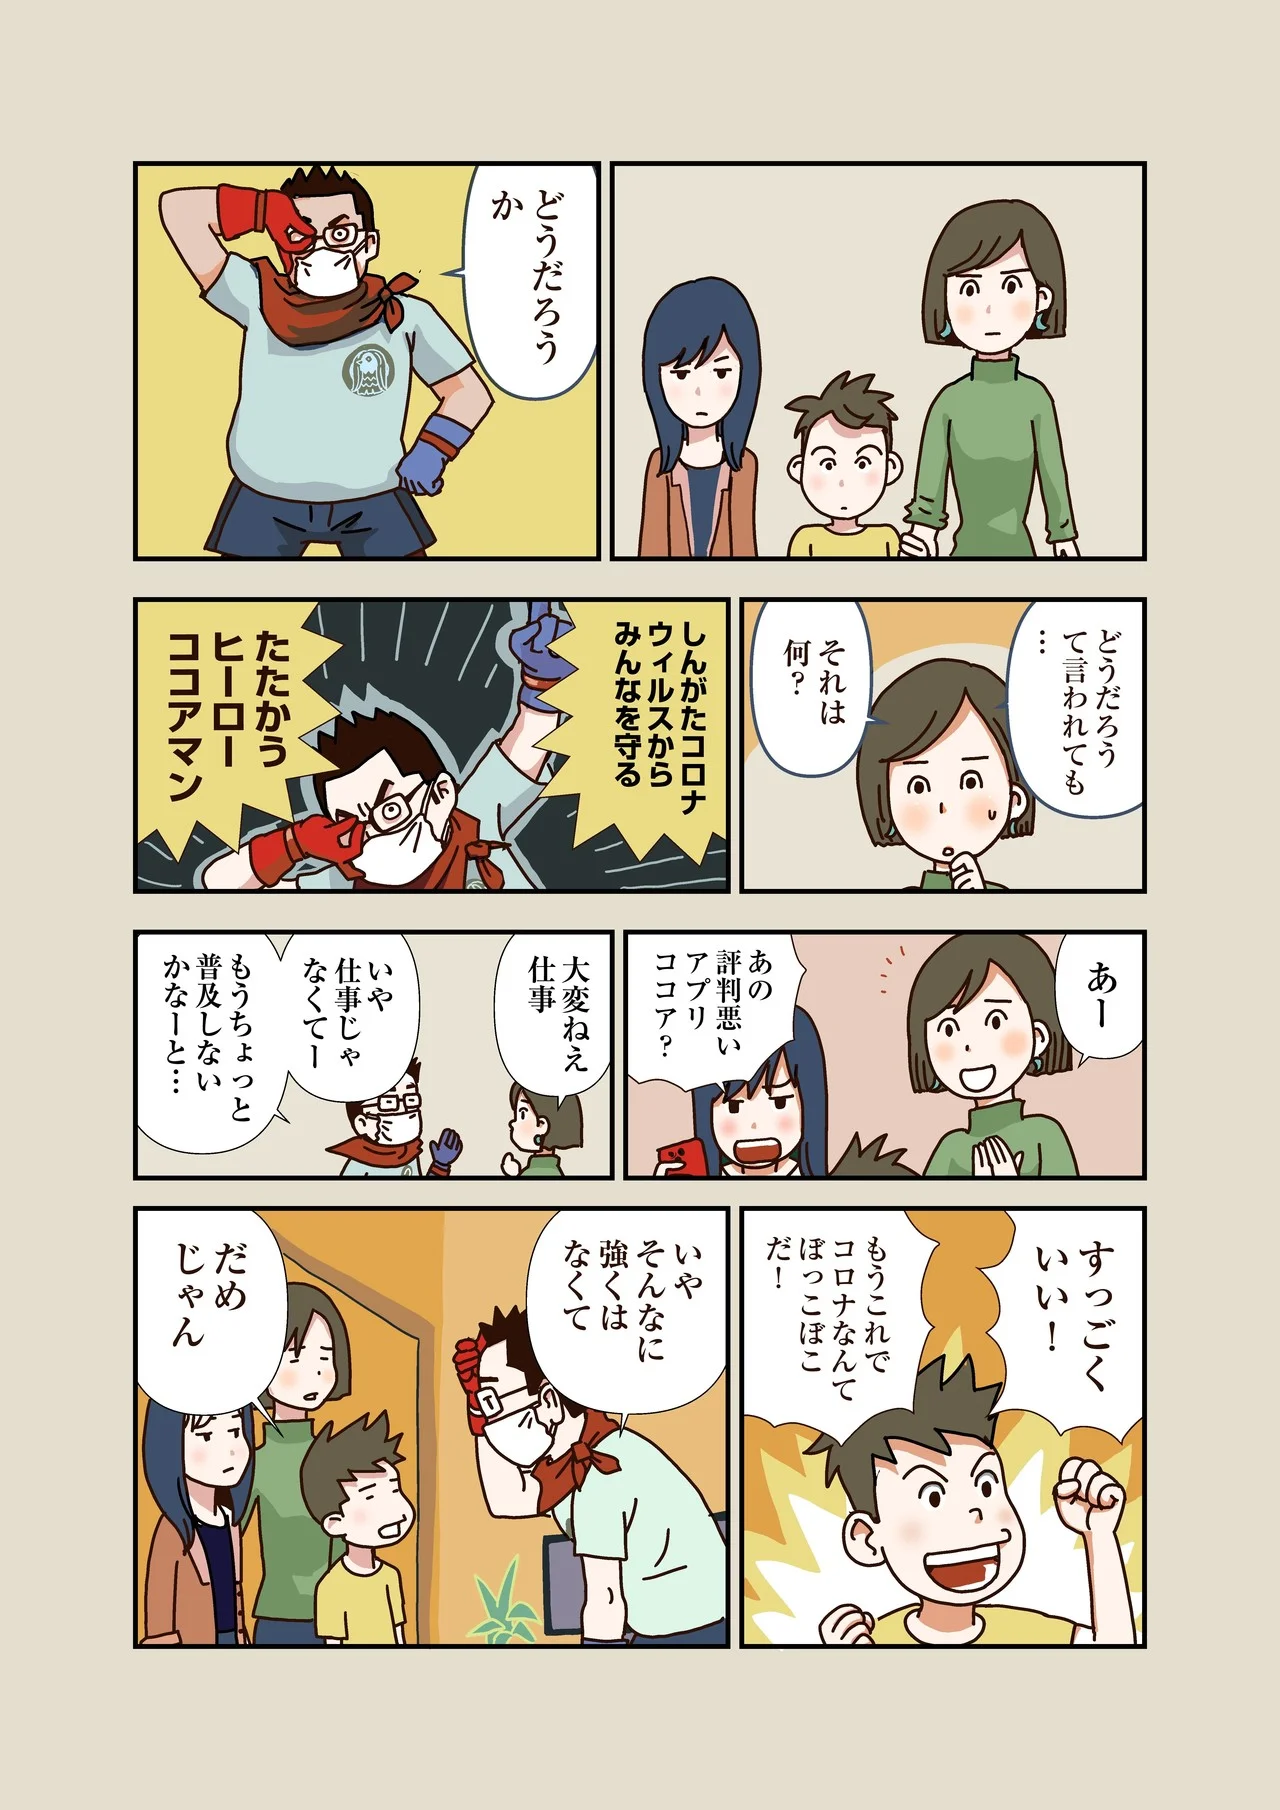 どうだろう
か
どうだろう
て言われても
…
それは
何？
しんがたコロナ
ウィルスから
みんなを守る
たたかう
ヒーロー
ココアマン
あー
あの
評判悪い
アプリ
ココア？
大変ねえ
仕事
いや
仕事じゃ
なくてー
もうちょっと
普及しない
かなーと…
すっごく
いい！
もうこれで
コロナなんて
ぼっこぼこ
だ！
いや
そんなに
強くは
なくて
だめ
じゃん